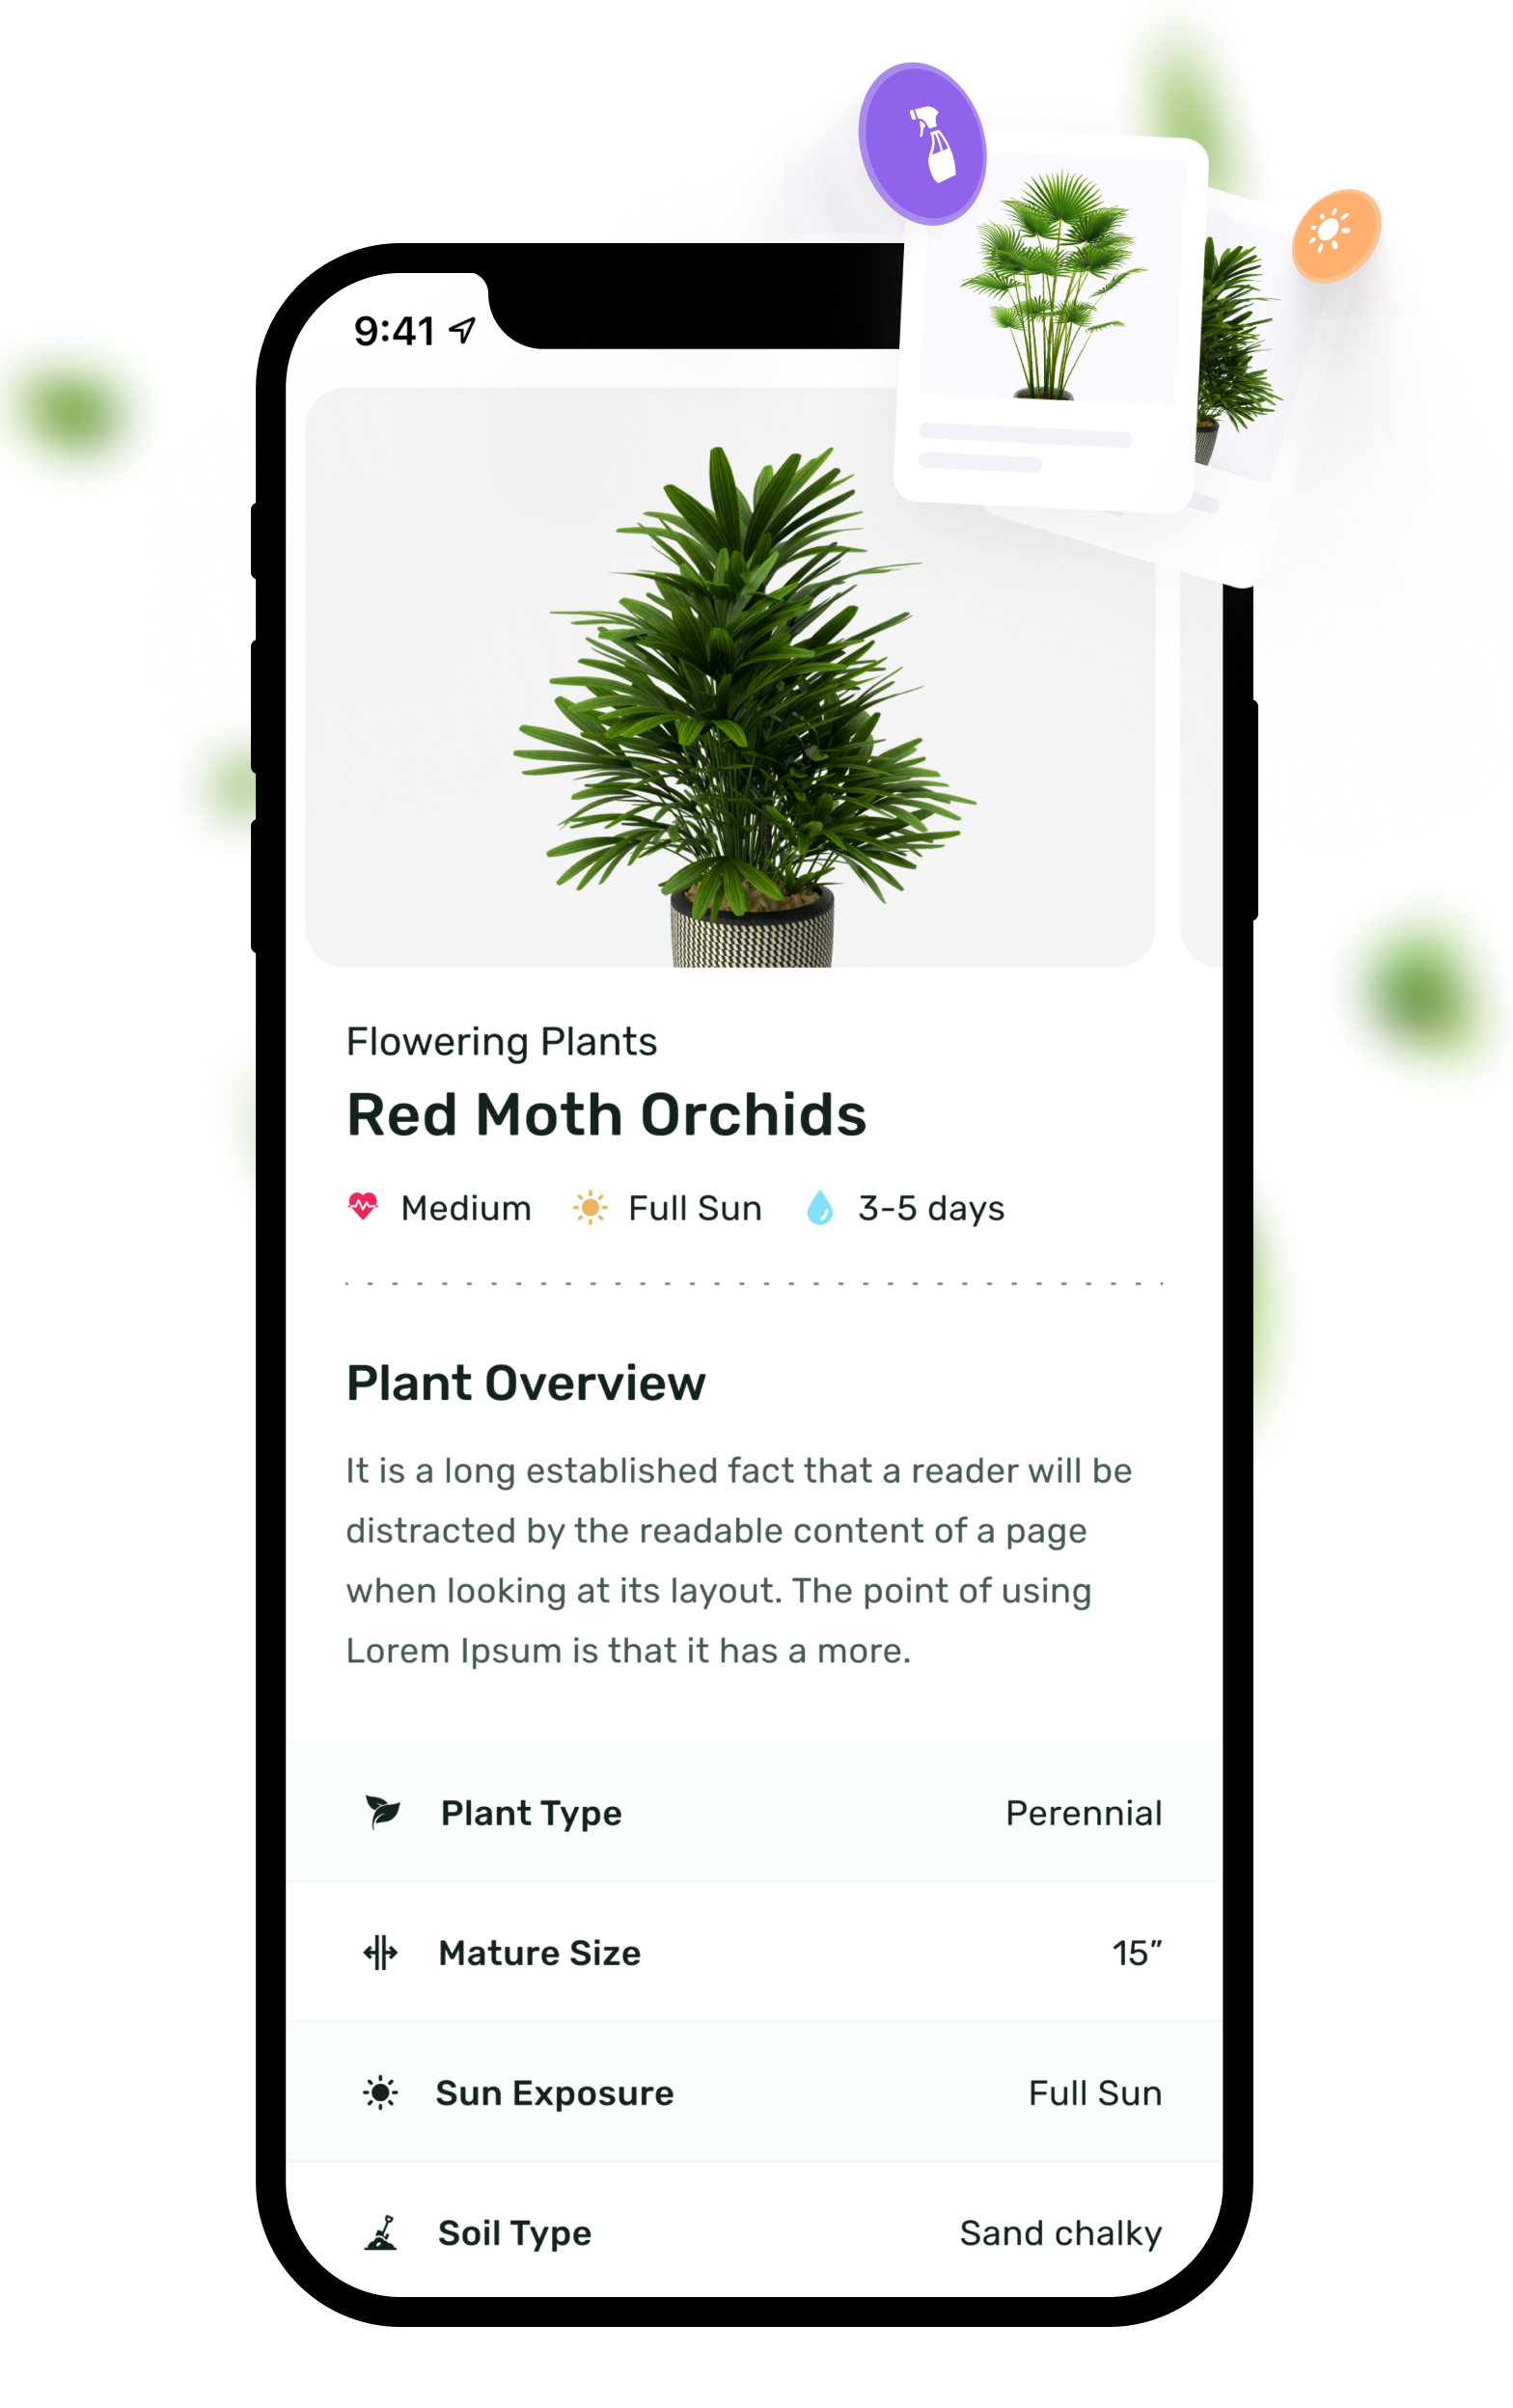 9:41
Flowering Plants
Red Moth Orchids
Medium Full Sun 3-5 days
Plant Overview
It is a long established fact that a reader will be
distracted by the readable content of a page
when looking at its layout. The point of using
Lorem Ipsum is that it has a more.
Plant Type Perennial
Mature Size 15”
Sun Exposure Full Sun
Soil Type Sand chalky